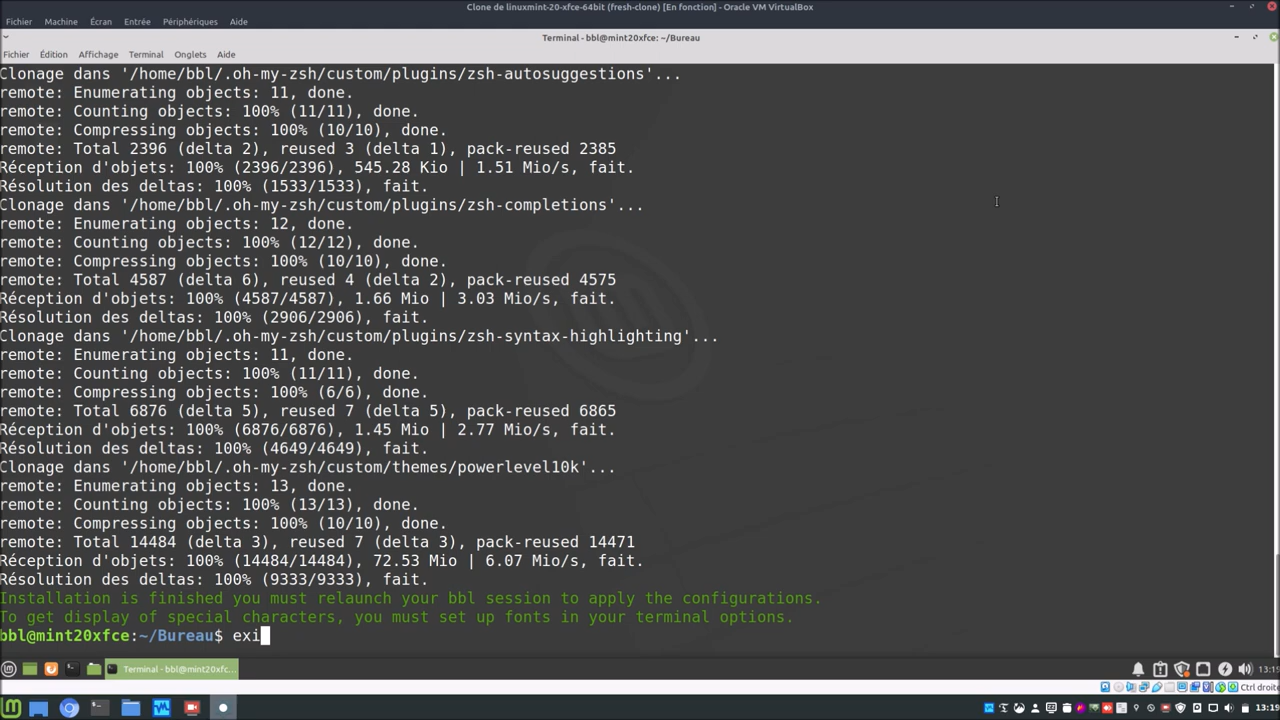 Clone de linuxmint-20-xfce-64bit (fresh-clone) [En fonction] - Oracle VM VirtualBox
Fichier Machine Écran Entrée Périphériques Aide
Terminal - bbl@mint20xfce: ~/Bureau
Fichier Édition Affichage Terminal Onglets Aide
Clonage dans '/home/bbl/.oh-my-zsh/custom/plugins/zsh-autosuggestions'...
remote: Enumerating objects: 11, done.
remote: Counting objects: 100% (11/11), done.
remote: Compressing objects: 100% (10/10), done.
remote: Total 2396 (delta 2), reused 3 (delta 1), pack-reused 2385
Réception d'objets: 100% (2396/2396), 545.28 Kio | 1.51 Mio/s, fait.
Résolution des deltas: 100% (1533/1533), fait.
Clonage dans '/home/bbl/.oh-my-zsh/custom/plugins/zsh-completions'...
remote: Enumerating objects: 12, done.
remote: Counting objects: 100% (12/12), done.
remote: Compressing objects: 100% (10/10), done.
remote: Total 4587 (delta 6), reused 4 (delta 2), pack-reused 4575
Réception d'objets: 100% (4587/4587), 1.66 Mio | 3.03 Mio/s, fait.
Résolution des deltas: 100% (2906/2906), fait.
Clonage dans '/home/bbl/.oh-my-zsh/custom/plugins/zsh-syntax-highlighting'...
remote: Enumerating objects: 11, done.
remote: Counting objects: 100% (11/11), done.
remote: Compressing objects: 100% (6/6), done.
remote: Total 6876 (delta 5), reused 7 (delta 5), pack-reused 6865
Réception d'objets: 100% (6876/6876), 1.45 Mio | 2.77 Mio/s, fait.
Résolution des deltas: 100% (4649/4649), fait.
Clonage dans '/home/bbl/.oh-my-zsh/custom/themes/powerlevel10k'...
remote: Enumerating objects: 13, done.
remote: Counting objects: 100% (13/13), done.
remote: Compressing objects: 100% (10/10), done.
remote: Total 14484 (delta 3), reused 7 (delta 3), pack-reused 14471
Réception d'objets: 100% (14484/14484), 72.53 Mio | 6.07 Mio/s, fait.
Résolution des deltas: 100% (9333/9333), fait.
Installation is finished you must relaunch your bbl session to apply the configurations.
To get display of special characters, you must set up fonts in your terminal options.
bbl@mint20xfce:~/Bureau$ exi
Terminal - bbl@mint20xfc... 13:19
Ctrl droite
13:19